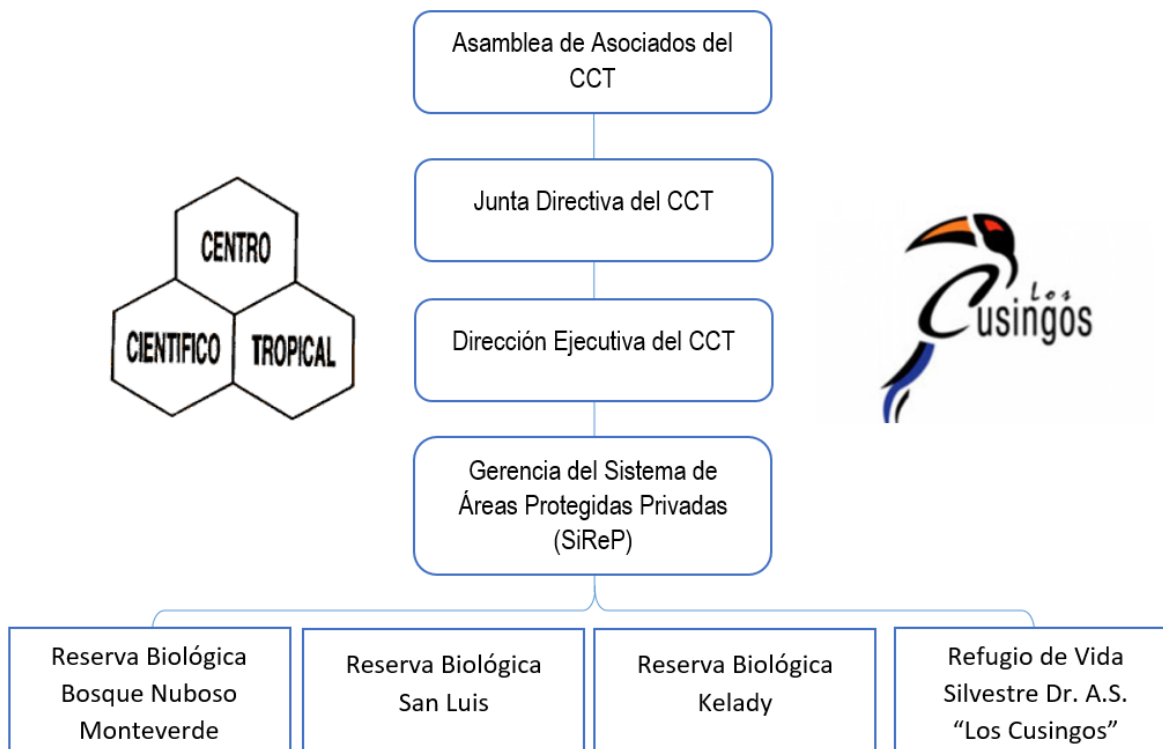 Asamblea de Asociados del
CCT
Junta Directiva del CCT
CENTRO
CIENTIFICO TROPICAL
Los
Cusingos
Dirección Ejecutiva del CCT
Gerencia del Sistema de
Áreas Protegidas Privadas
(SiReP)
Reserva Biológica
Bosque Nuboso
Monteverde
Reserva Biológica
San Luis
Reserva Biológica
Kelady
Refugio de Vida
Silvestre Dr. A.S.
“Los Cusingos”